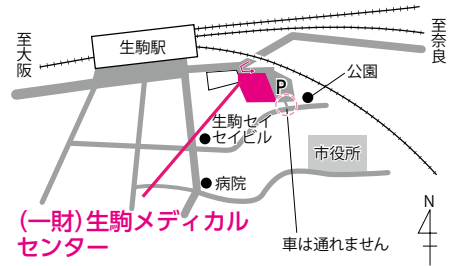 至大阪
生駒駅
至奈良
P
公園
生駒セイ
セイビル
市役所
病院
(一財)生駒メディカル
センター
車は通れません
N